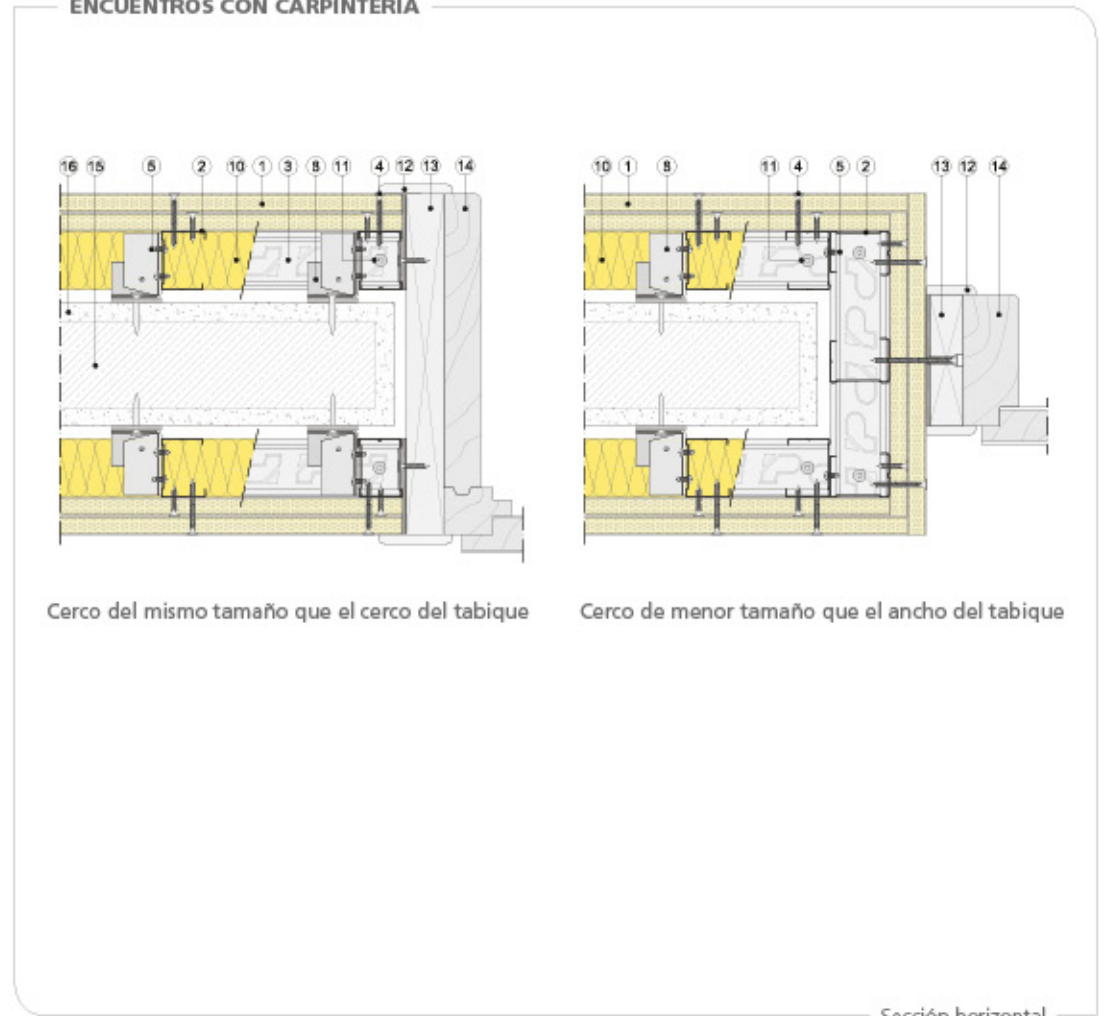 ENCUENTROS CON CARPINTERÍA
16 15 5 2 10 1 3 8 11 4 12 13 14
10 1 8 11 4 5 2 13 12 14
Cerco del mismo tamaño que el cerco del tabique
Cerco de menor tamaño que el ancho del tabique
Sección horizontal